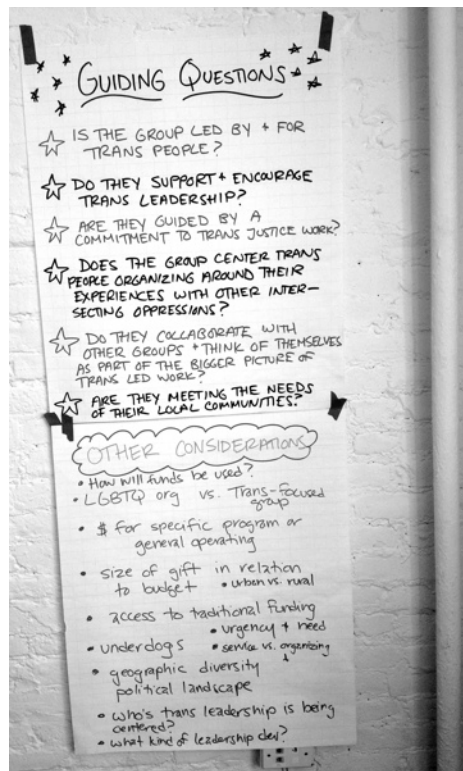 GUIDING QUESTIONS
IS THE GROUP LED BY + FOR
TRANS PEOPLE?
DO THEY SUPPORT + ENCOURAGE
TRANS LEADERSHIP?
ARE THEY GUIDED BY A
COMMITMENT TO TRANS JUSTICE WORK?
DOES THE GROUP CENTER TRANS
PEOPLE ORGANIZING AROUND THEIR
EXPERIENCES WITH OTHER INTER-
SECTING OPPRESSIONS?
DO THEY COLLABORATE WITH
OTHER GROUPS + THINK OF THEMSELVES
AS PART OF THE BIGGER PICTURE OF
TRANS LED WORK?
ARE THEY MEETING THE NEEDS
OF THEIR LOCAL COMMUNITIES?
OTHER CONSIDERATIONS
• How will funds be used?
• LGBTQ org vs. Trans-focused
group
• $ for specific program or
general operating
• size of gift in relation
to budget • urban vs. rural
• access to traditional funding
• urgency + need
• underdogs • service vs. organizing
• geographic diversity
political landscape
• who's trans leadership is being
centered?
• what kind of leadership dev.?